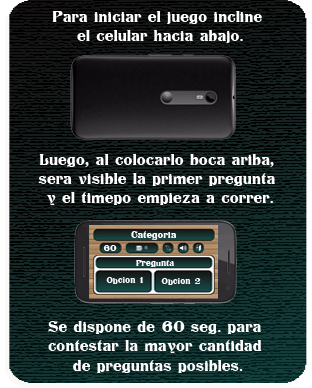 Para iniciar el juego incline
el celular hacia abajo.
Luego, al colocarlo boca ariba,
sera visible la primer pregunta
y el timepo empieza a correr.
Categoria
60
Pregunta
Opcion 1 Opcion 2
Se dispone de 60 seg. para
contestar la mayor cantidad
de preguntas posibles.